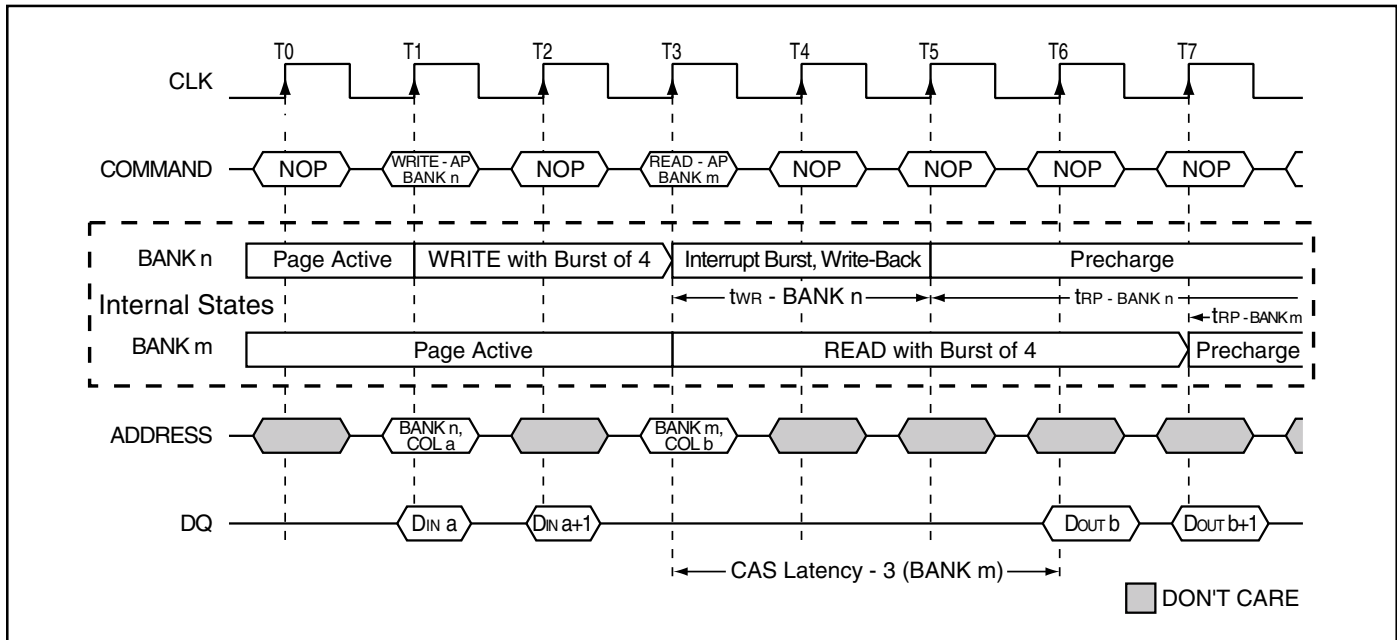 T0 T1 T2 T3 T4 T5 T6 T7
CLK
COMMAND NOP WRITE - AP BANK n NOP READ - AP BANK m NOP NOP NOP NOP
BANK n Page Active WRITE with Burst of 4 Interrupt Burst, Write-Back Precharge
tWR - BANK n tRP - BANK n
Internal States
tRP - BANK m
BANK m Page Active READ with Burst of 4 Precharge
ADDRESS BANK n, COL a BANK m, COL b
DQ DIN a DIN a+1 DOUT b DOUT b+1
CAS Latency - 3 (BANK m)
DON'T CARE